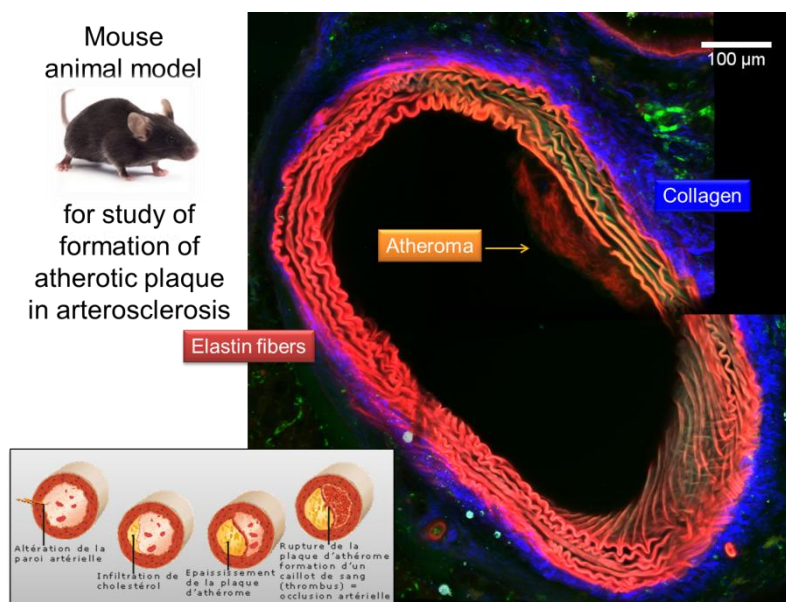 Mouse
animal model
for study of
formation of
atherotic plaque
in arterosclerosis
100 µm
Collagen
Atheroma
Elastin fibers
Altération de la
paroi artérielle
Infiltration de
cholestérol
Epaississement
de la plaque
d'athérome
Rupture de la
plaque d'athérome
formation d'un
caillot de sang
(thrombus) =
occlusion artérielle